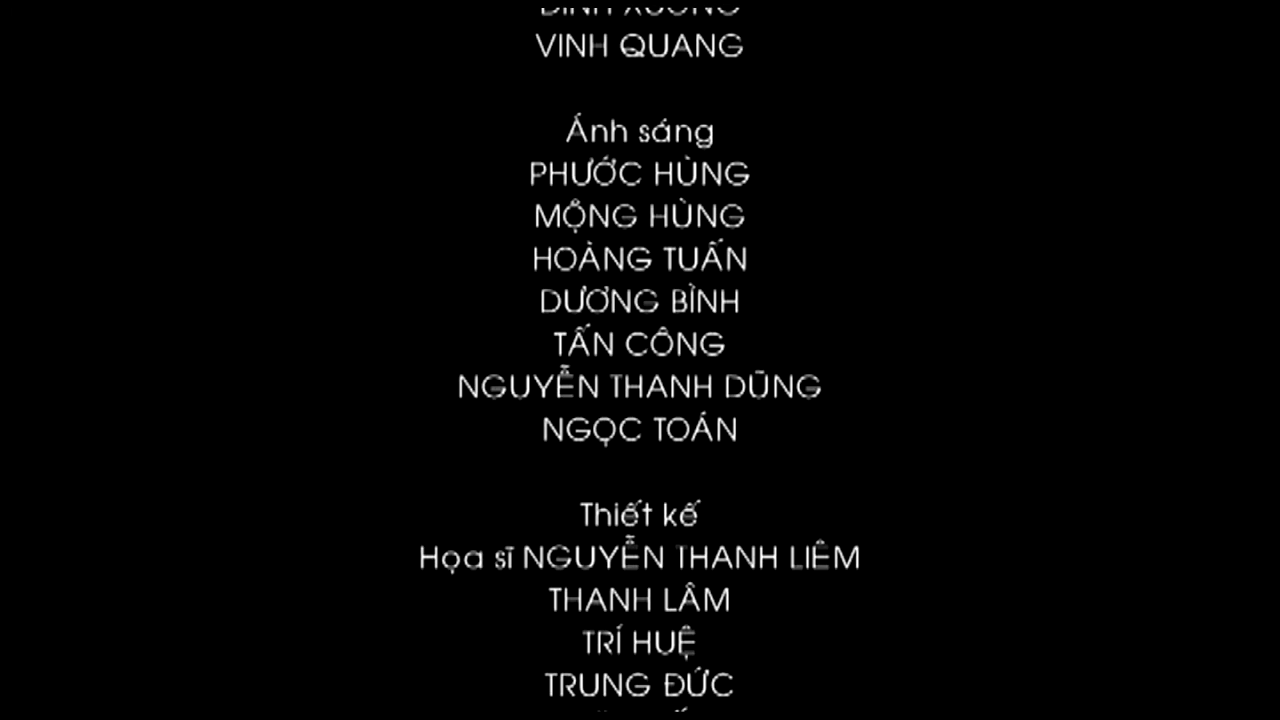 VINH QUANG
Ánh sáng
PHƯỚC HÙNG
MỘNG HÙNG
HOÀNG TUẤN
DƯƠNG BỈNH
TẤN CÔNG
NGUYỄN THANH DŨNG
NGỌC TOÁN
Thiết kế
Họa sĩ NGUYỄN THANH LIÊM
THANH LÂM
TRÍ HUỆ
TRUNG ĐỨC